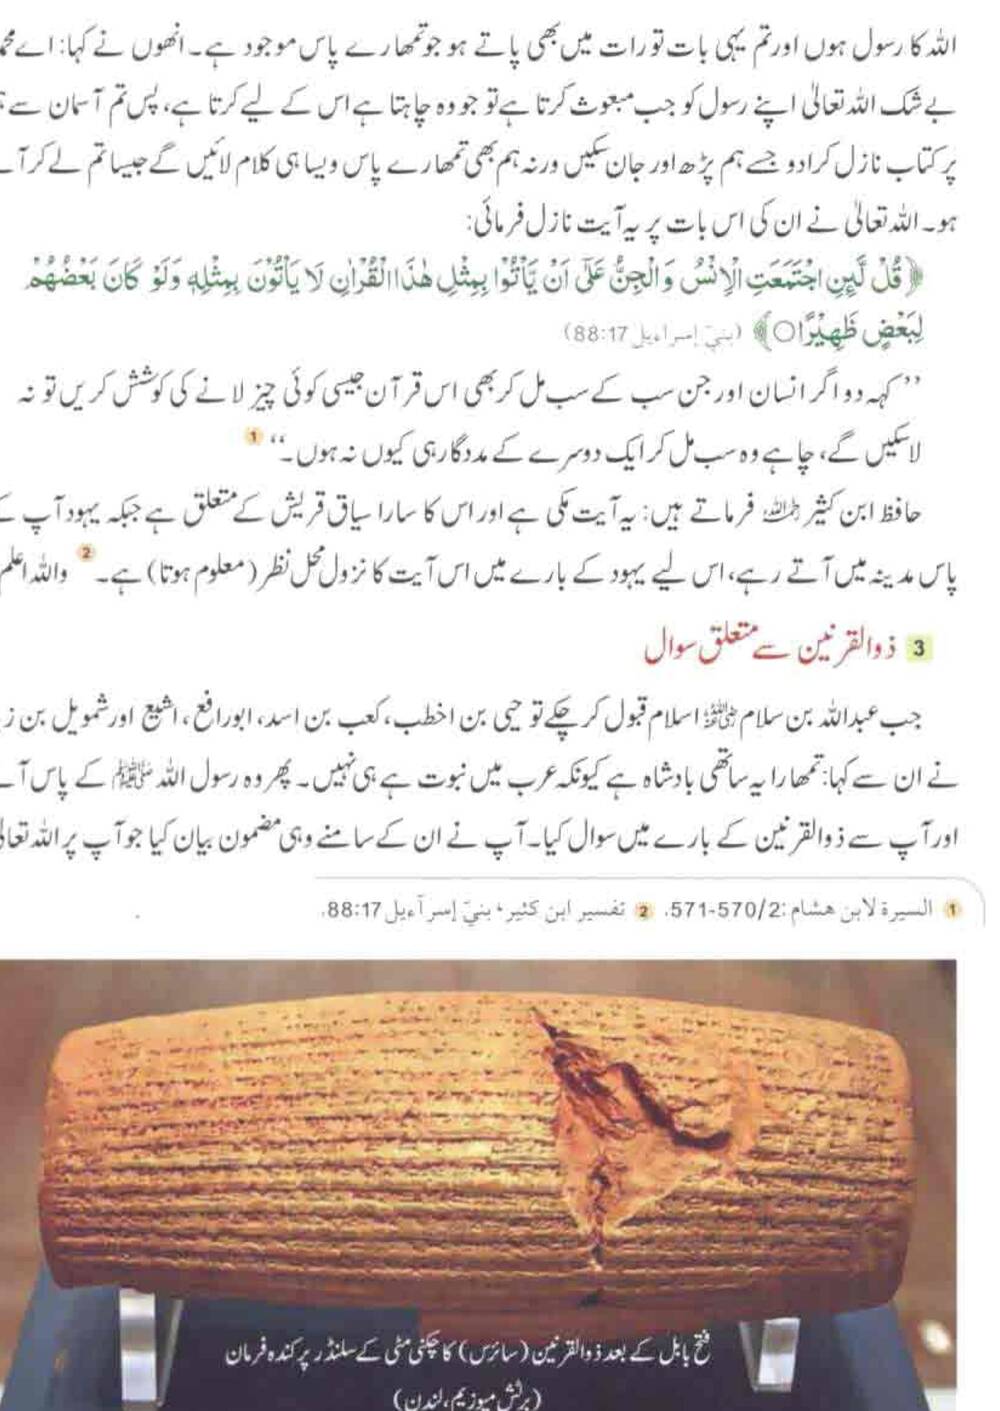 اللہ کا رسول ہوں اور تم یہی بات تورات میں بھی پاتے ہو جو تمھارے پاس موجود ہے۔ انھوں نے کہا: اے
بے شک اللہ تعالیٰ اپنے رسول کو جب مبعوث کرتا ہے تو جو وہ چاہتا ہے اس کے لیے کرتا ہے، پس تم آسمان سے
پر کتاب نازل کرا دو جسے ہم پڑھ اور جان سکیں ورنہ ہم بھی تمھارے پاس ویسا ہی کلام لائیں گے جیسا تم لے کر
ہو۔ اللہ تعالیٰ نے ان کی اس بات پر یہ آیت نازل فرمائی:
﴿ قُلْ لَّىِٕنِ اجْتَمَعَتِ الْاِنْسُ وَالْجِنُّ عَلٰٓى اَنْ يَّاْتُوْا بِمِثْلِ هٰذَا الْقُرْاٰنِ لَا يَاْتُوْنَ بِمِثْلِهٖ وَلَوْ كَانَ بَعْضُهُمْ
لِبَعْضٍ ظَهِيْرًا○﴾ (بنيٓ إسراءيل 88:17)
’’کہہ دو اگر انسان اور جن سب کے سب مل کر بھی اس قرآن جیسی کوئی چیز لانے کی کوشش کریں تو نہ
لا سکیں گے، چاہے وہ سب مل کر ایک دوسرے کے مددگار ہی کیوں نہ ہوں۔‘‘ 1
حافظ ابن کثیر رحمہ اللہ فرماتے ہیں: یہ آیت مکی ہے اور اس کا سارا سیاق قریش کے متعلق ہے جبکہ یہود آپ
پاس مدینہ میں آتے رہے، اس لیے یہود کے بارے میں اس آیت کا نزول محل نظر (معلوم ہوتا) ہے۔ 2 واللہ اعلم
3 ذوالقرنین سے متعلق سوال
جب عبداللہ بن سلام رضی اللہ عنہ اسلام قبول کر چکے تو حیی بن اخطب، کعب بن اسد، ابورافع، اشیع اور شمویل بن
نے ان سے کہا: تمھارا یہ ساتھی بادشاہ ہے کیونکہ عرب میں نبوت ہے ہی نہیں۔ پھر وہ رسول اللہ ﷺ کے پاس
اور آپ سے ذوالقرنین کے بارے میں سوال کیا۔ آپ نے ان کے سامنے وہی مضمون بیان کیا جو آپ پر اللہ
1 السيرة لابن هشام: 570/2-571. 2 تفسير ابن كثير، بنيٓ إسرآءيل 88:17.
فتح بابل کے بعد ذوالقرنین (سائرس) کا چکنی مٹی کے سلنڈر پر کندہ فرمان
(برٹش میوزیم، لندن)